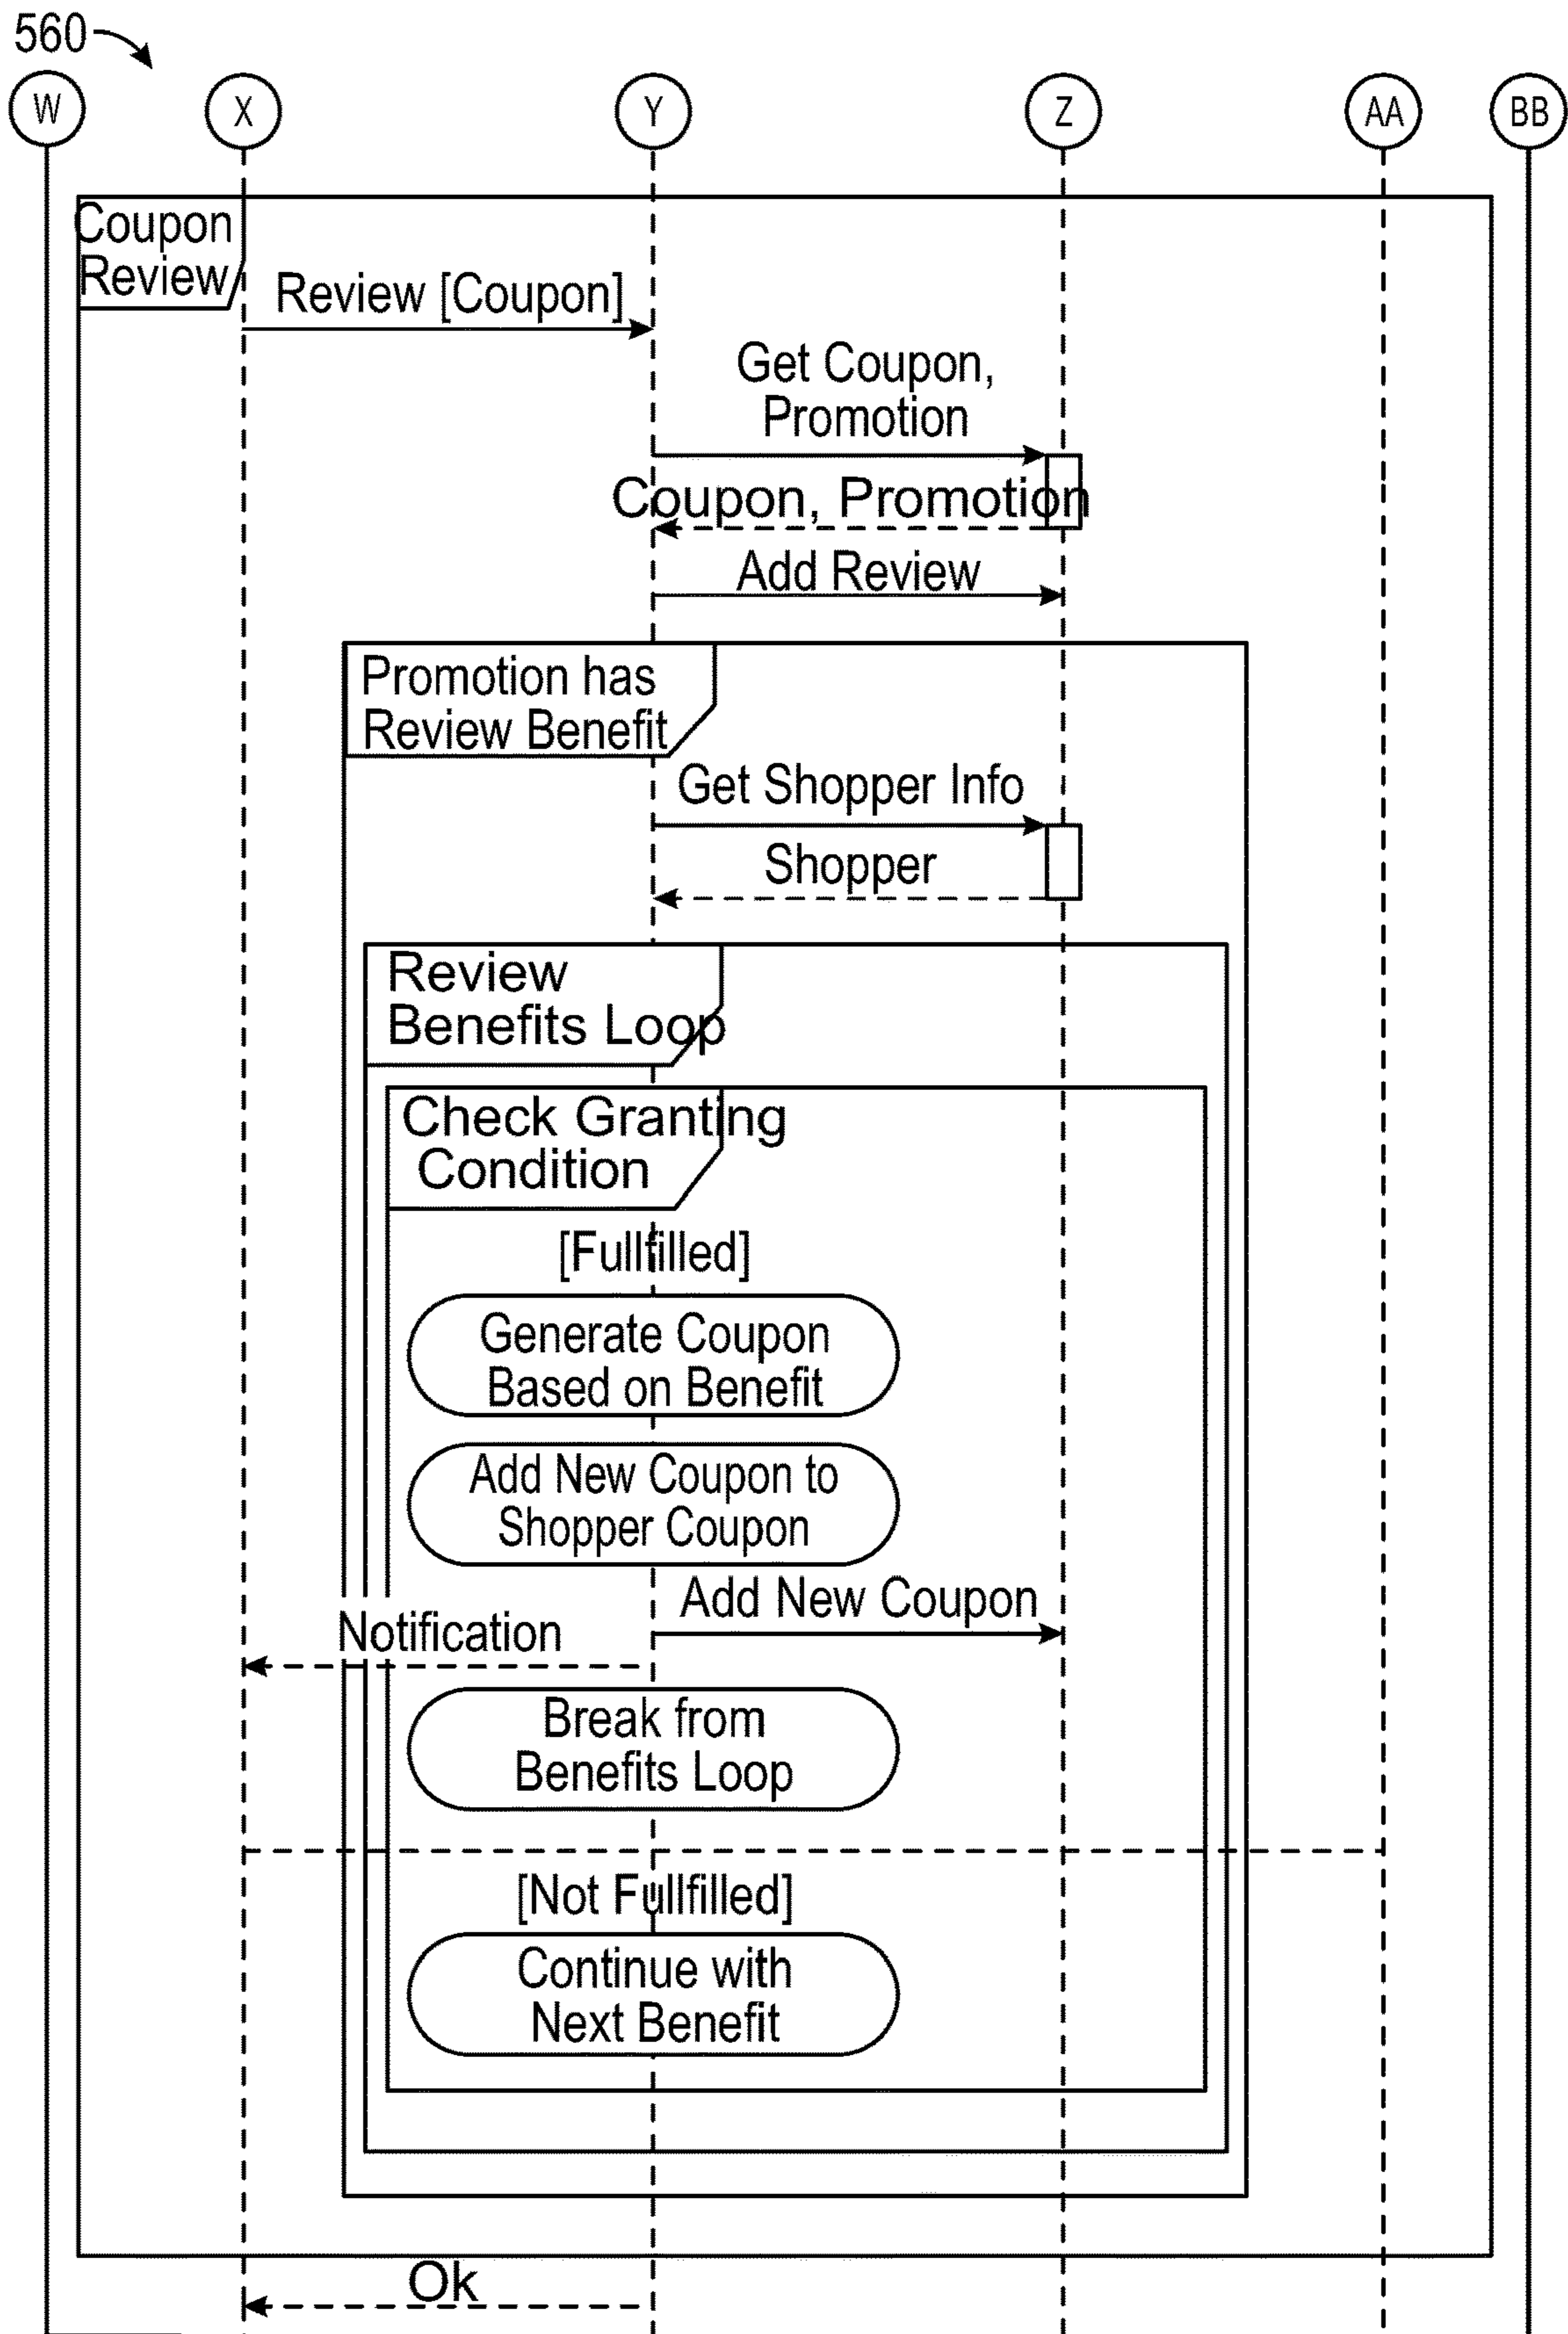 560
W X Y Z AA BB
Coupon
Review
Review [Coupon]
Get Coupon,
Promotion
Coupon, Promotion
Add Review
Promotion has
Review Benefit
Get Shopper Info
Shopper
Review
Benefits Loop
Check Granting
Condition
[Fullfilled]
Generate Coupon
Based on Benefit
Add New Coupon to
Shopper Coupon
Add New Coupon
Notification
Break from
Benefits Loop
[Not Fullfilled]
Continue with
Next Benefit
Ok